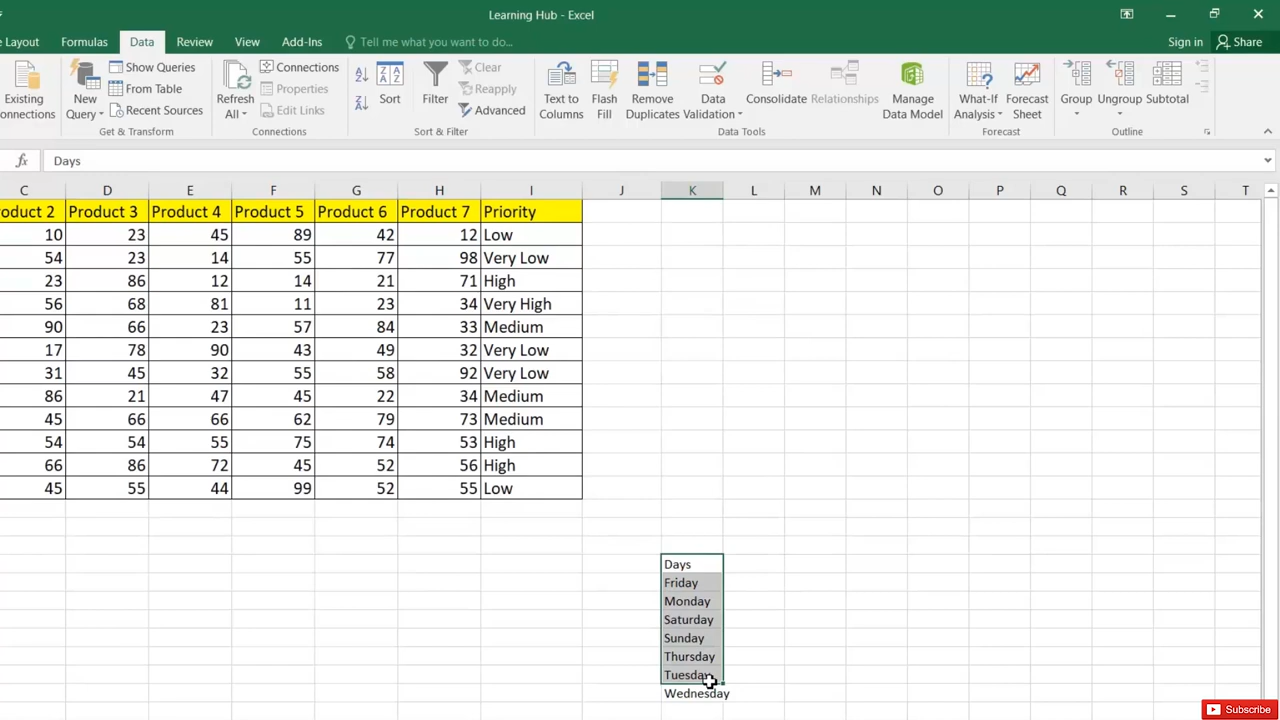 Learning Hub - Excel
e Layout Formulas Data Review View Add-Ins Tell me what you want to do... Sign in Share
Existing
onnections
New
Query
Show Queries
From Table
Recent Sources
Get & Transform
Refresh
All
Connections
Properties
Edit Links
Connections
Sort
Filter
Clear
Reapply
Advanced
Sort & Filter
Text to
Columns
Flash
Fill
Remove
Duplicates
Data
Validation
Consolidate
Relationships
Manage
Data Model
Data Tools
What-If
Analysis
Forecast
Sheet
Forecast
Group
Ungroup
Subtotal
Outline
fx Days
C D E F G H I J K L M N O P Q R S T
oduct 2 Product 3 Product 4 Product 5 Product 6 Product 7 Priority
10 23 45 89 42 12 Low
54 23 14 55 77 98 Very Low
23 86 12 14 21 71 High
56 68 81 11 23 34 Very High
90 66 23 57 84 33 Medium
17 78 90 43 49 32 Very Low
31 45 32 55 58 92 Very Low
86 21 47 45 22 34 Medium
45 66 66 62 79 73 Medium
54 54 55 75 74 53 High
66 86 72 45 52 56 High
45 55 44 99 52 55 Low
Days
Friday
Monday
Saturday
Sunday
Thursday
Tuesday
Wednesday
Subscribe